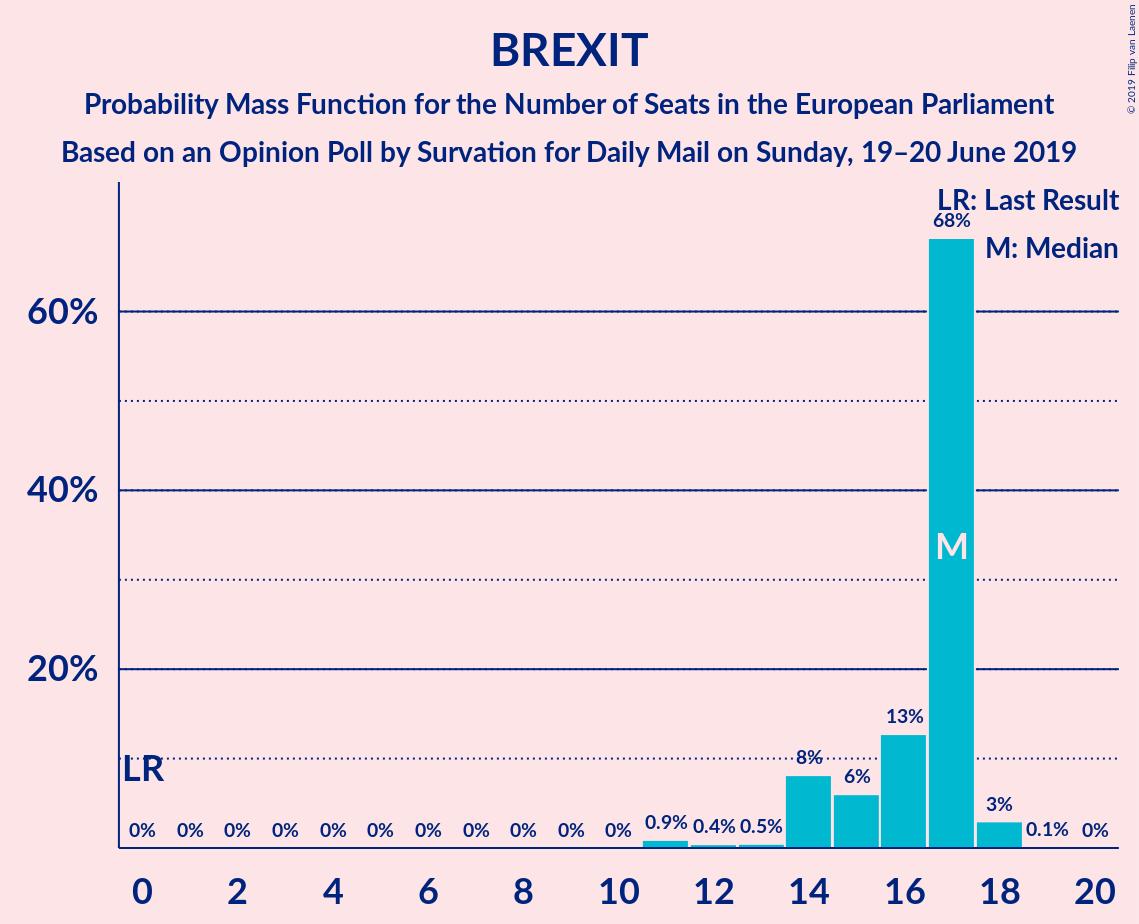 BREXIT
Probability Mass Function for the Number of Seats in the European Parliament
Based on an Opinion Poll by Survation for Daily Mail on Sunday, 19–20 June 2019
© 2019 Filip van Laenen
LR: Last Result
68%
M: Median
60%
40%
M
20%
13%
LR
8%
6%
3%
0% 0% 0% 0% 0% 0% 0% 0% 0% 0% 0% 0.9% 0.4% 0.5% 0.1% 0%
0 2 4 6 8 10 12 14 16 18 20